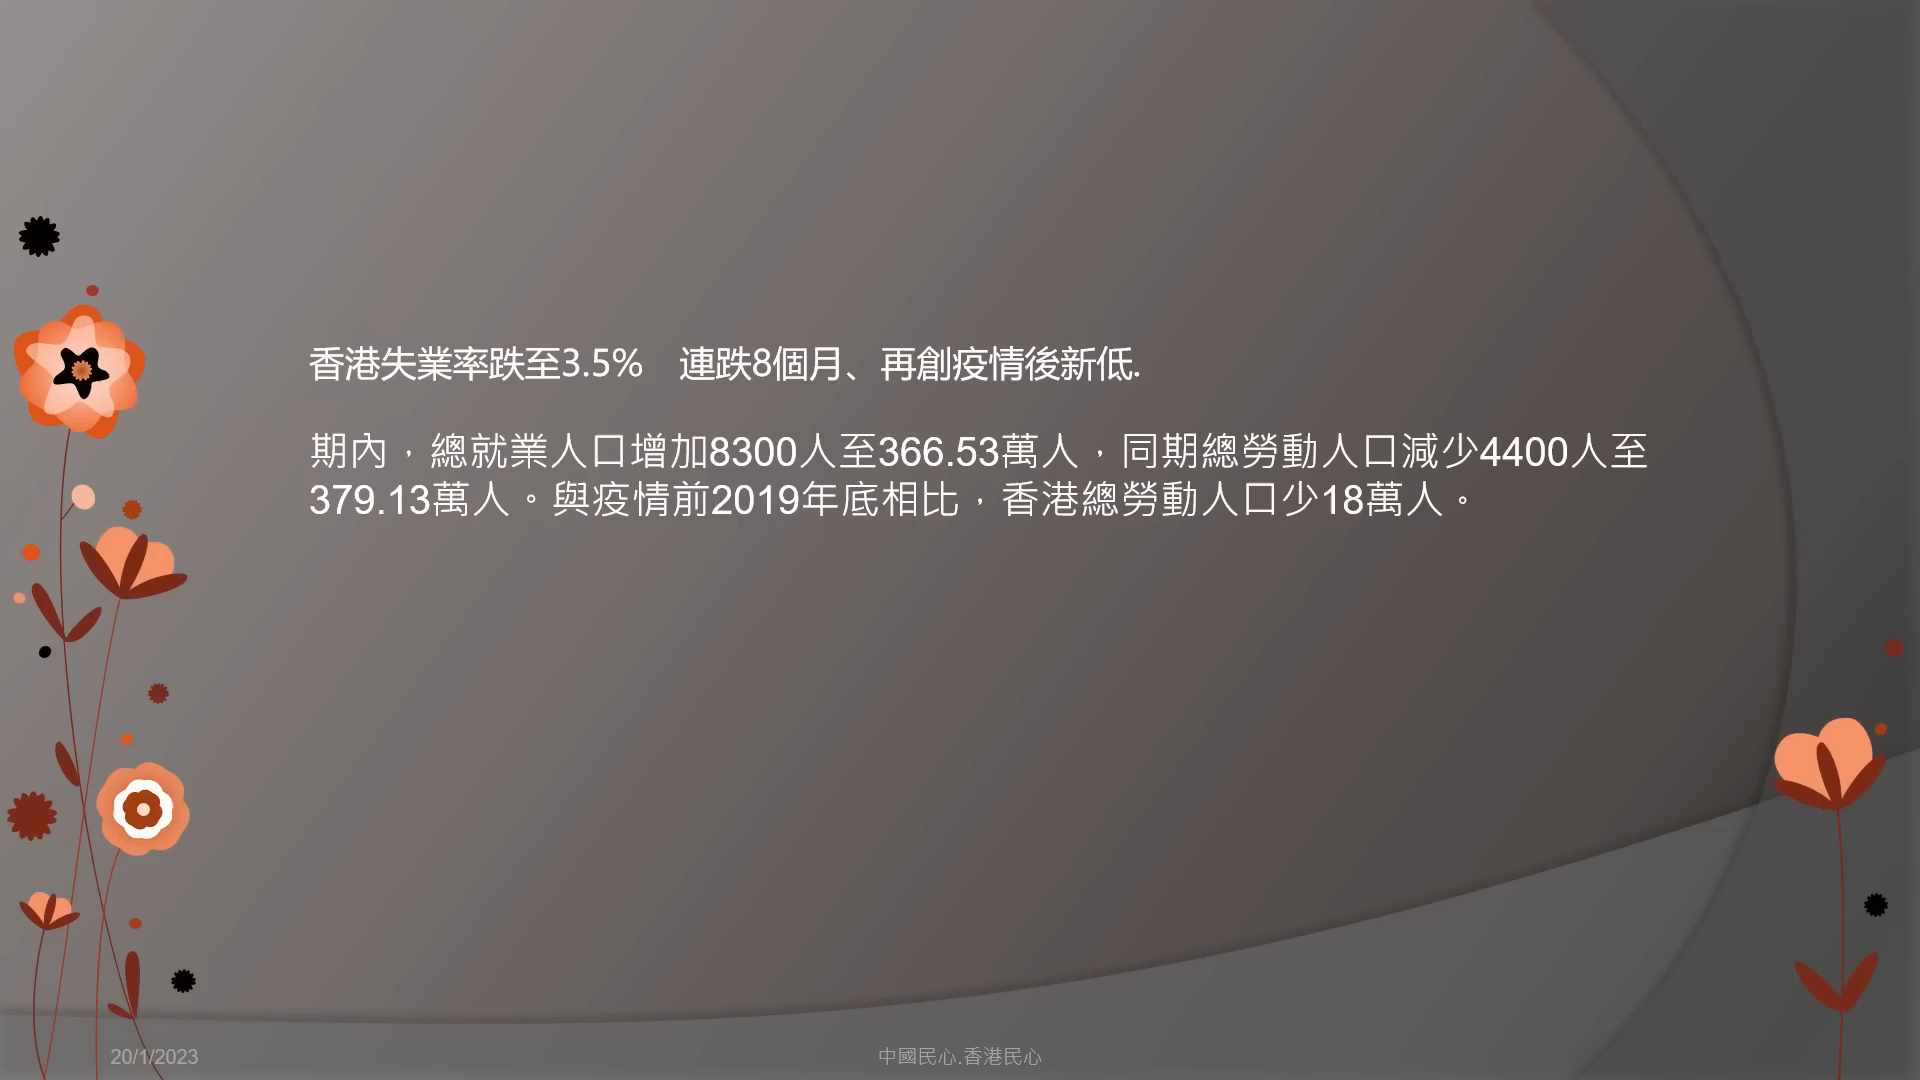 香港失業率跌至3.5%　連跌8個月、再創疫情後新低.
期內，總就業人口增加8300人至366.53萬人，同期總勞動人口減少4400人至
379.13萬人。與疫情前2019年底相比，香港總勞動人口少18萬人。
20/1/2023
中國民心.香港民心